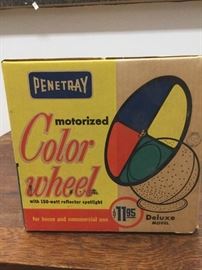 PENETRAY
motorized
Color
wheel
with 150-watt reflector spotlight
for home and commercial use
$11.95
Deluxe
MODEL